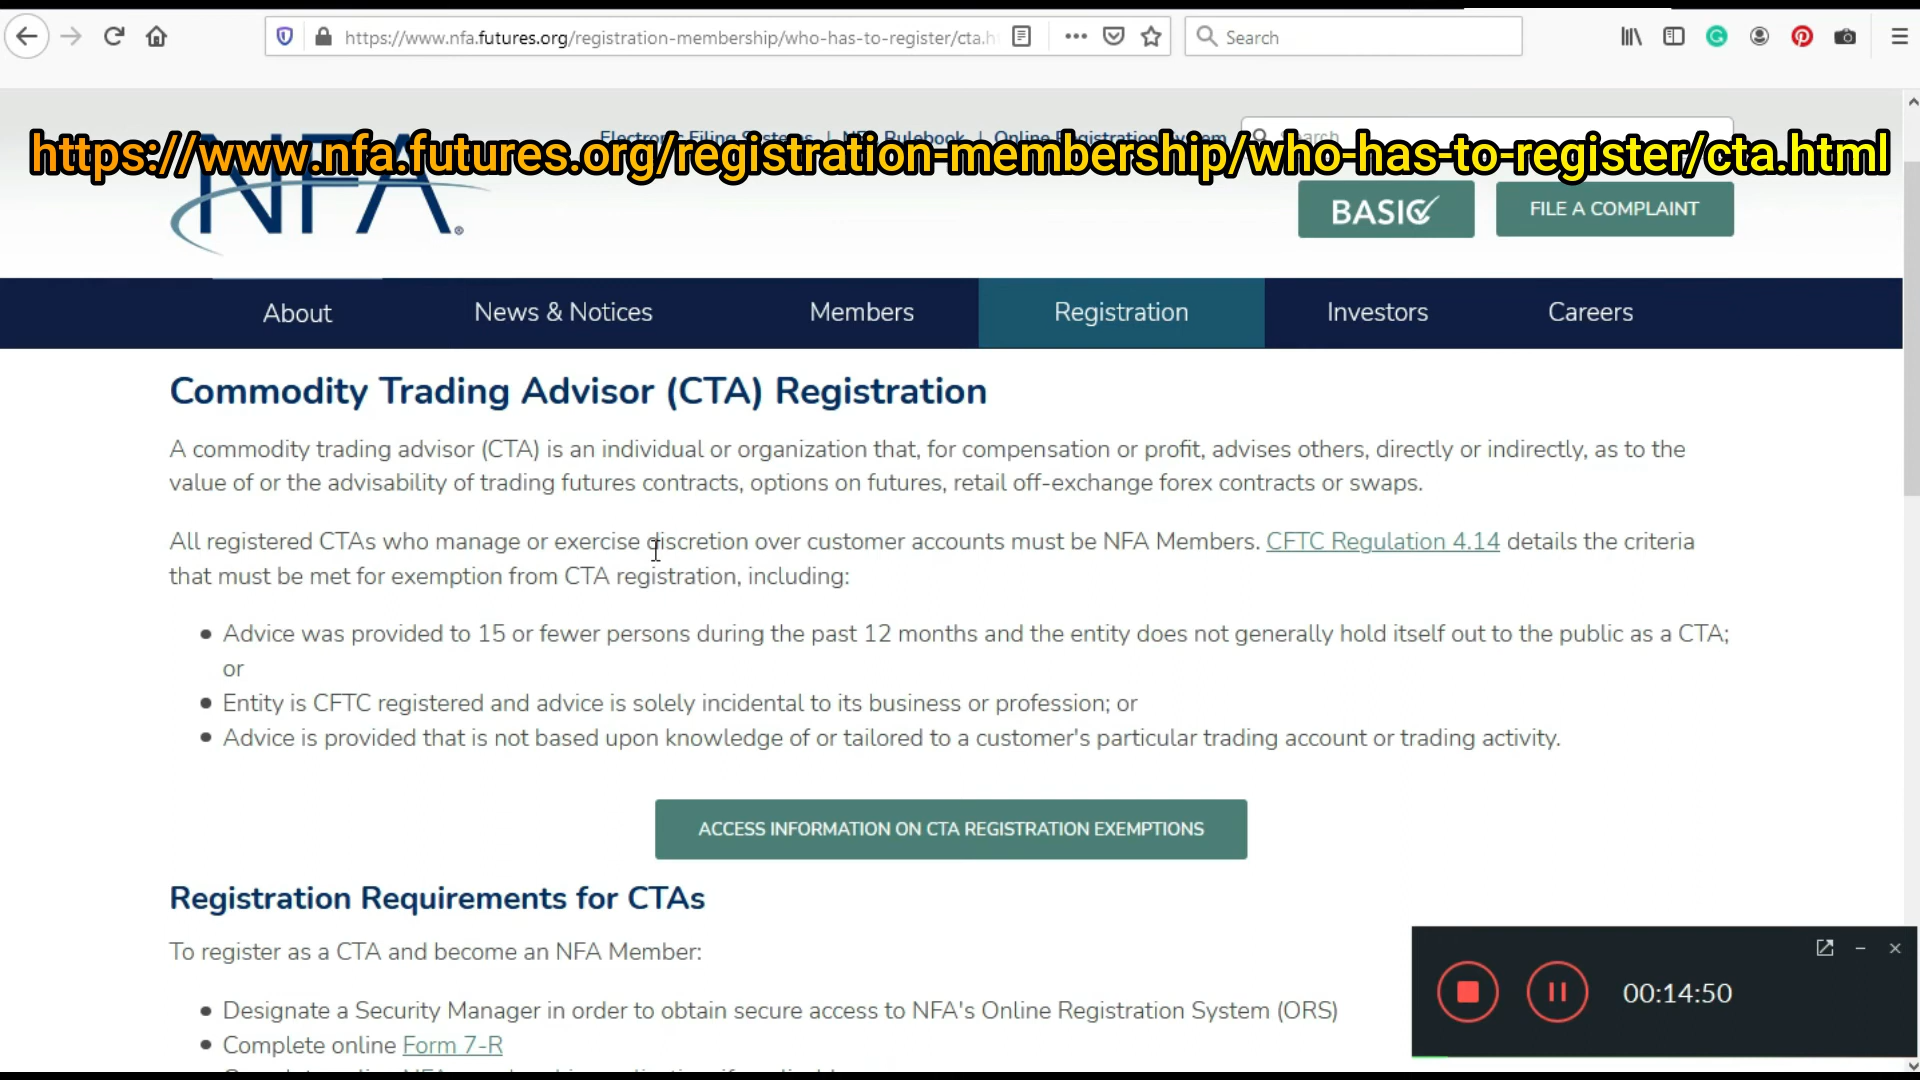 https://www.nfa.futures.org/registration-membership/who-has-to-register/cta.h
Search
Electronic Filing Systems | NFA Rulebook | Online Registration System
Search
https://www.nfa.futures.org/registration-membership/who-has-to-register/cta.html
NFA®
BASIC
FILE A COMPLAINT
About
News & Notices
Members
Registration
Investors
Careers
Commodity Trading Advisor (CTA) Registration
A commodity trading advisor (CTA) is an individual or organization that, for compensation or profit, advises others, directly or indirectly, as to the
value of or the advisability of trading futures contracts, options on futures, retail off-exchange forex contracts or swaps.
All registered CTAs who manage or exercise discretion over customer accounts must be NFA Members. CFTC Regulation 4.14 details the criteria
that must be met for exemption from CTA registration, including:
● Advice was provided to 15 or fewer persons during the past 12 months and the entity does not generally hold itself out to the public as a CTA;
or
● Entity is CFTC registered and advice is solely incidental to its business or profession; or
● Advice is provided that is not based upon knowledge of or tailored to a customer's particular trading account or trading activity.
ACCESS INFORMATION ON CTA REGISTRATION EXEMPTIONS
Registration Requirements for CTAs
To register as a CTA and become an NFA Member:
● Designate a Security Manager in order to obtain secure access to NFA's Online Registration System (ORS)
● Complete online Form 7-R
00:14:50